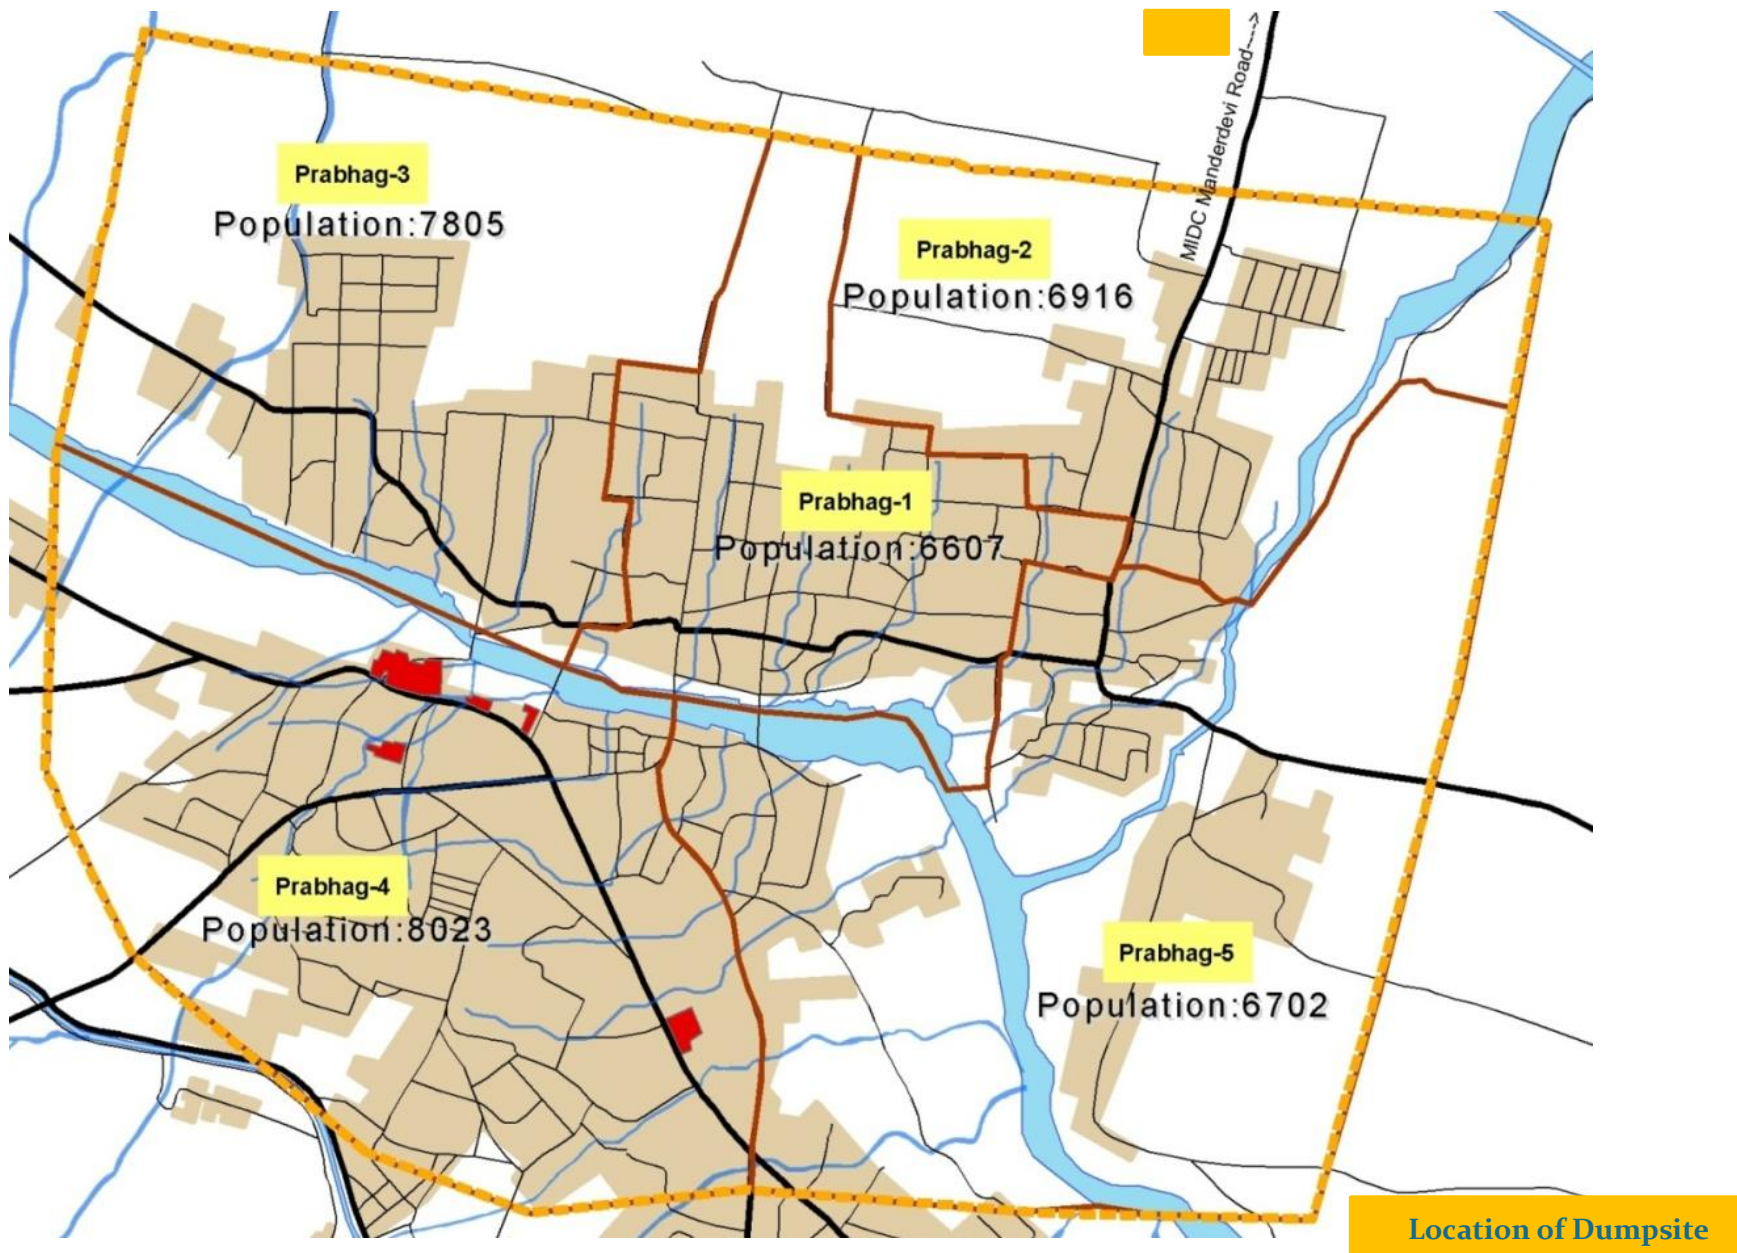 MIDC Manderdevi Road---->
Prabhag-3
Population:7805
Prabhag-2
Population:6916
Prabhag-1
Population:6607
Prabhag-4
Population:8023
Prabhag-5
Population:6702
Location of Dumpsite